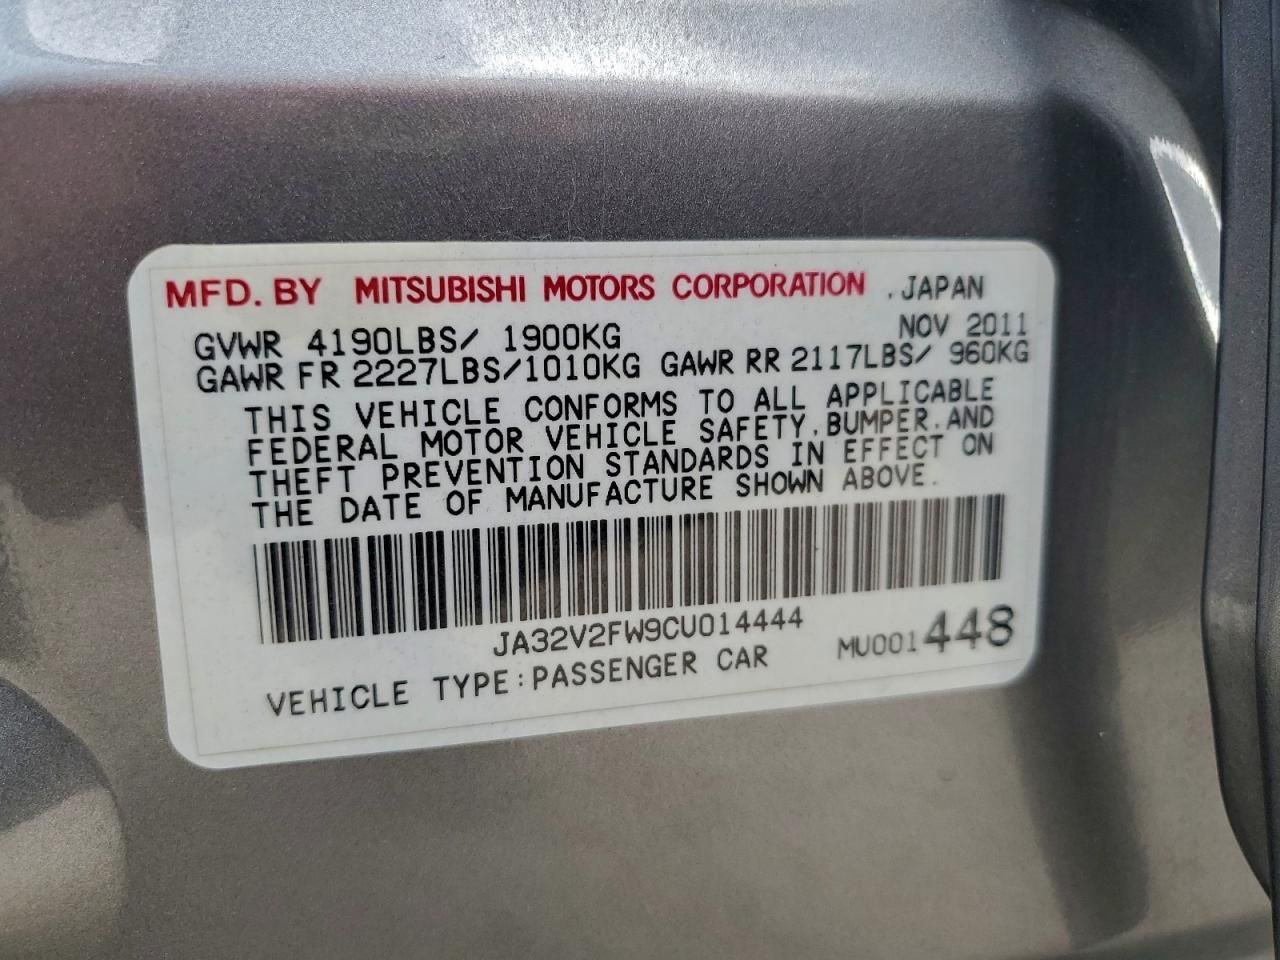 MFD. BY MITSUBISHI MOTORS CORPORATION , JAPAN
NOV 2011
GVWR 4190LBS/ 1900KG
GAWR FR 2227LBS/1010KG GAWR RR 2117LBS/ 960KG
THIS VEHICLE CONFORMS TO ALL APPLICABLE
FEDERAL MOTOR VEHICLE SAFETY, BUMPER, AND
THEFT PREVENTION STANDARDS IN EFFECT ON
THE DATE OF MANUFACTURE SHOWN ABOVE.
JA32V2FW9CU014444
MU001448
VEHICLE TYPE:PASSENGER CAR